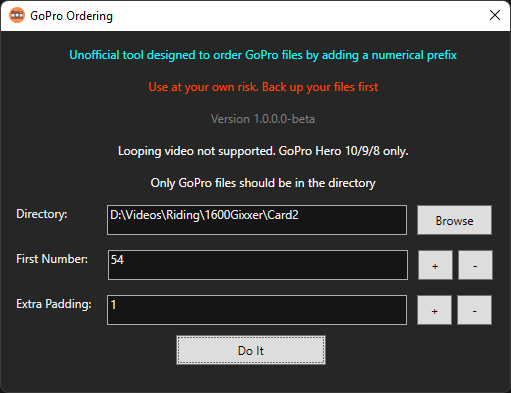 GoPro Ordering
Unofficial tool designed to order GoPro files by adding a numerical prefix
Use at your own risk. Back up your files first
Version 1.0.0.0-beta
Looping video not supported. GoPro Hero 10/9/8 only.
Only GoPro files should be in the directory
Directory: D:\Videos\Riding\1600Gixxer\Card2 Browse
First Number: 54 + -
Extra Padding: 1 + -
Do It